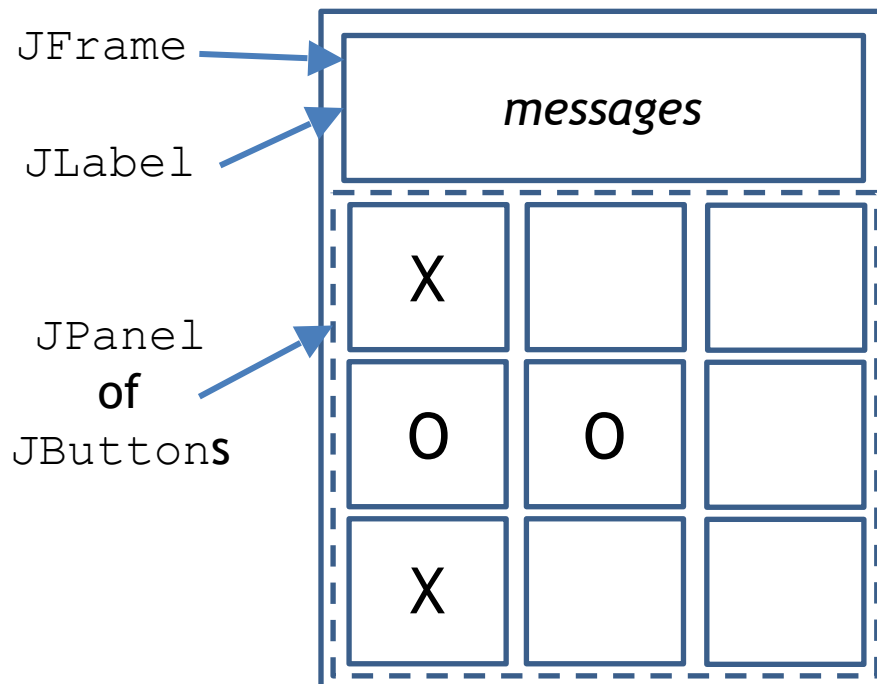 JFrame
messages
JLabel
X
JPanel
of
JButtons
O O
X